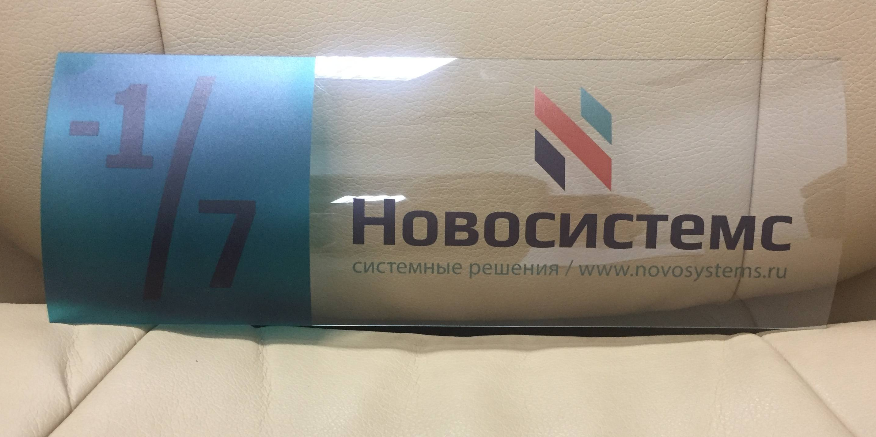 -1/7
Новосистемс
системные решения / www.novosystems.ru